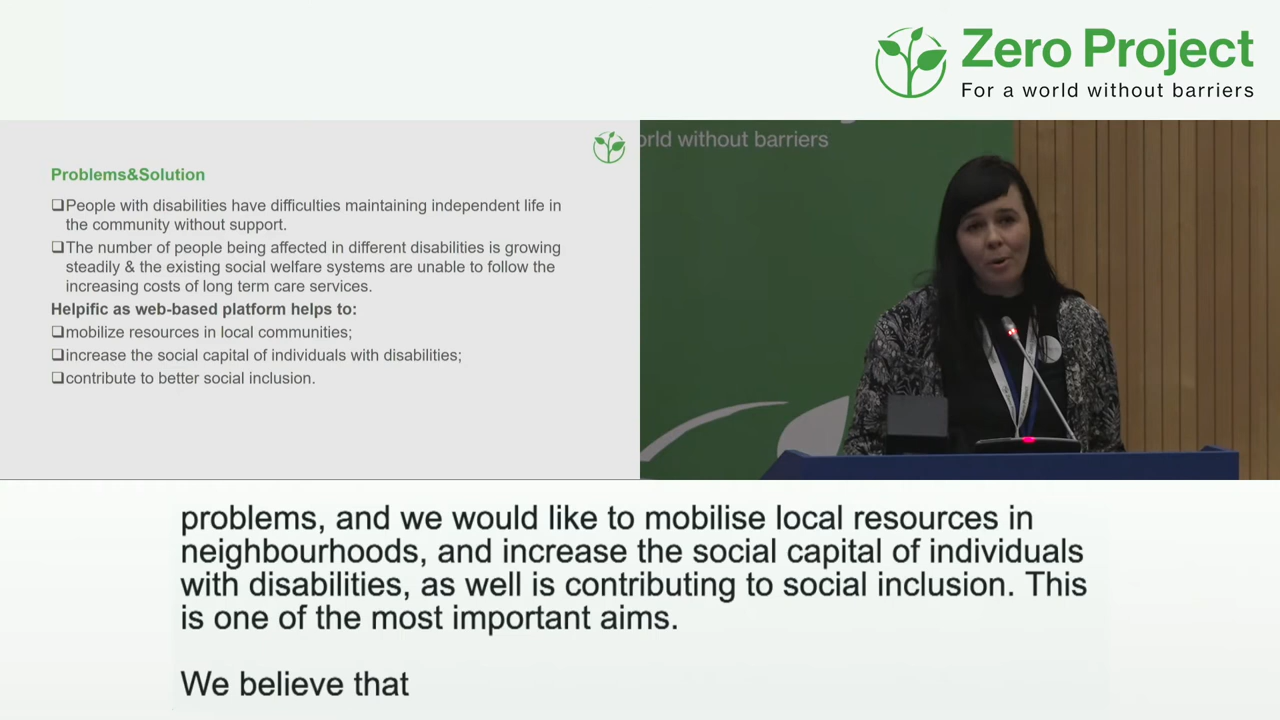 Zero Project
For a world without barriers
orld without barriers
Problems&Solution
❑People with disabilities have difficulties maintaining independent life in
the community without support.
❑The number of people being affected in different disabilities is growing
steadily & the existing social welfare systems are unable to follow the
increasing costs of long term care services.
Helpific as web-based platform helps to:
❑mobilize resources in local communities;
❑increase the social capital of individuals with disabilities;
❑contribute to better social inclusion.
problems, and we would like to mobilise local resources in
neighbourhoods, and increase the social capital of individuals
with disabilities, as well is contributing to social inclusion. This
is one of the most important aims.
We believe that